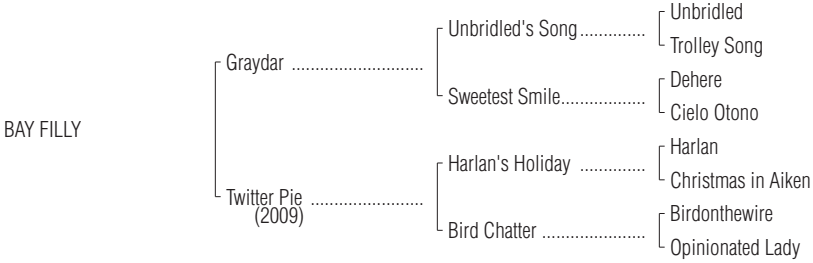 Unbridled
Unbridled's Song..............
Trolley Song
Graydar ............................
Dehere
Sweetest Smile..................
Cielo Otono
BAY FILLY
Harlan
Harlan's Holiday ..............
Christmas in Aiken
Twitter Pie ........................
(2009)
Birdonthewire
Bird Chatter ......................
Opinionated Lady